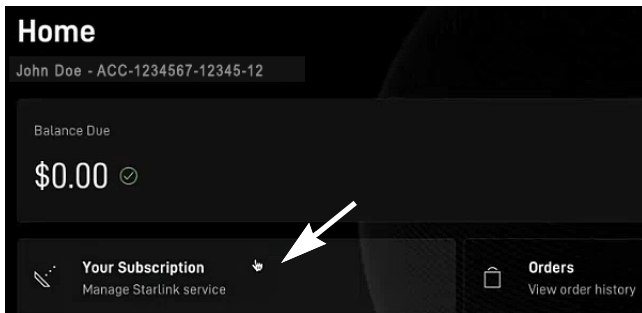 Home
John Doe - ACC-1234567-12345-12
Balance Due
$0.00
Your Subscription
Manage Starlink service
Orders
View order history